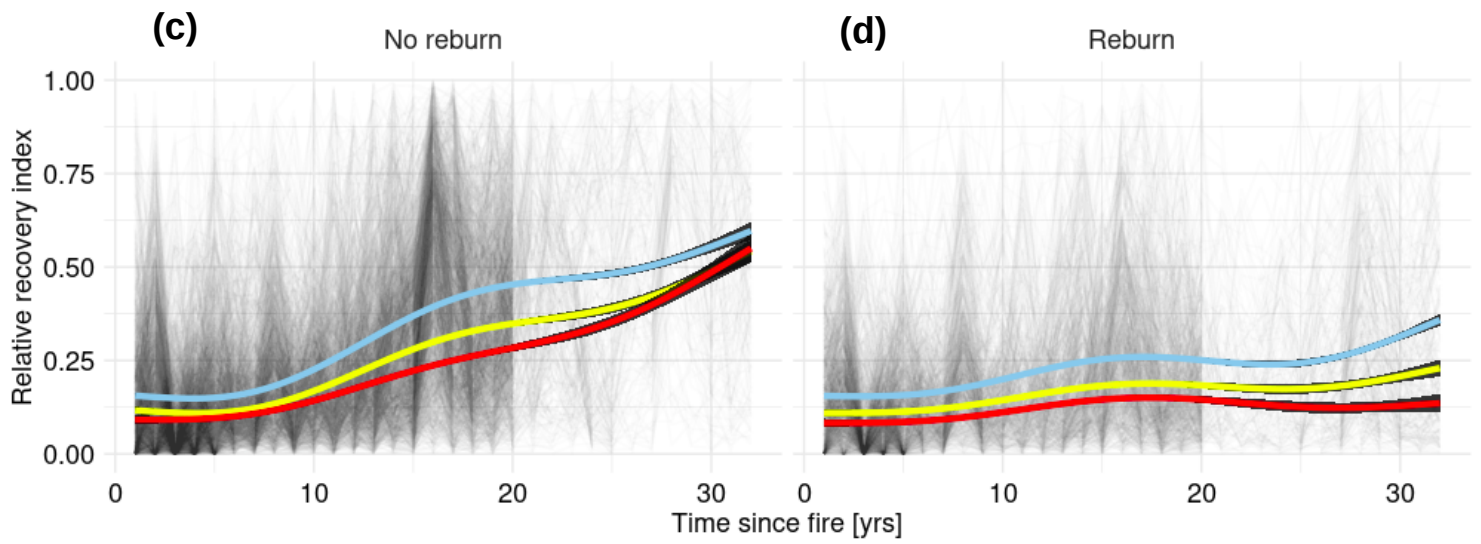 (c)
No reburn
(d)
Reburn
Relative recovery index
1.00
0.75
0.50
0.25
0.00
0 10 20 30
0 10 20 30
Time since fire [yrs]